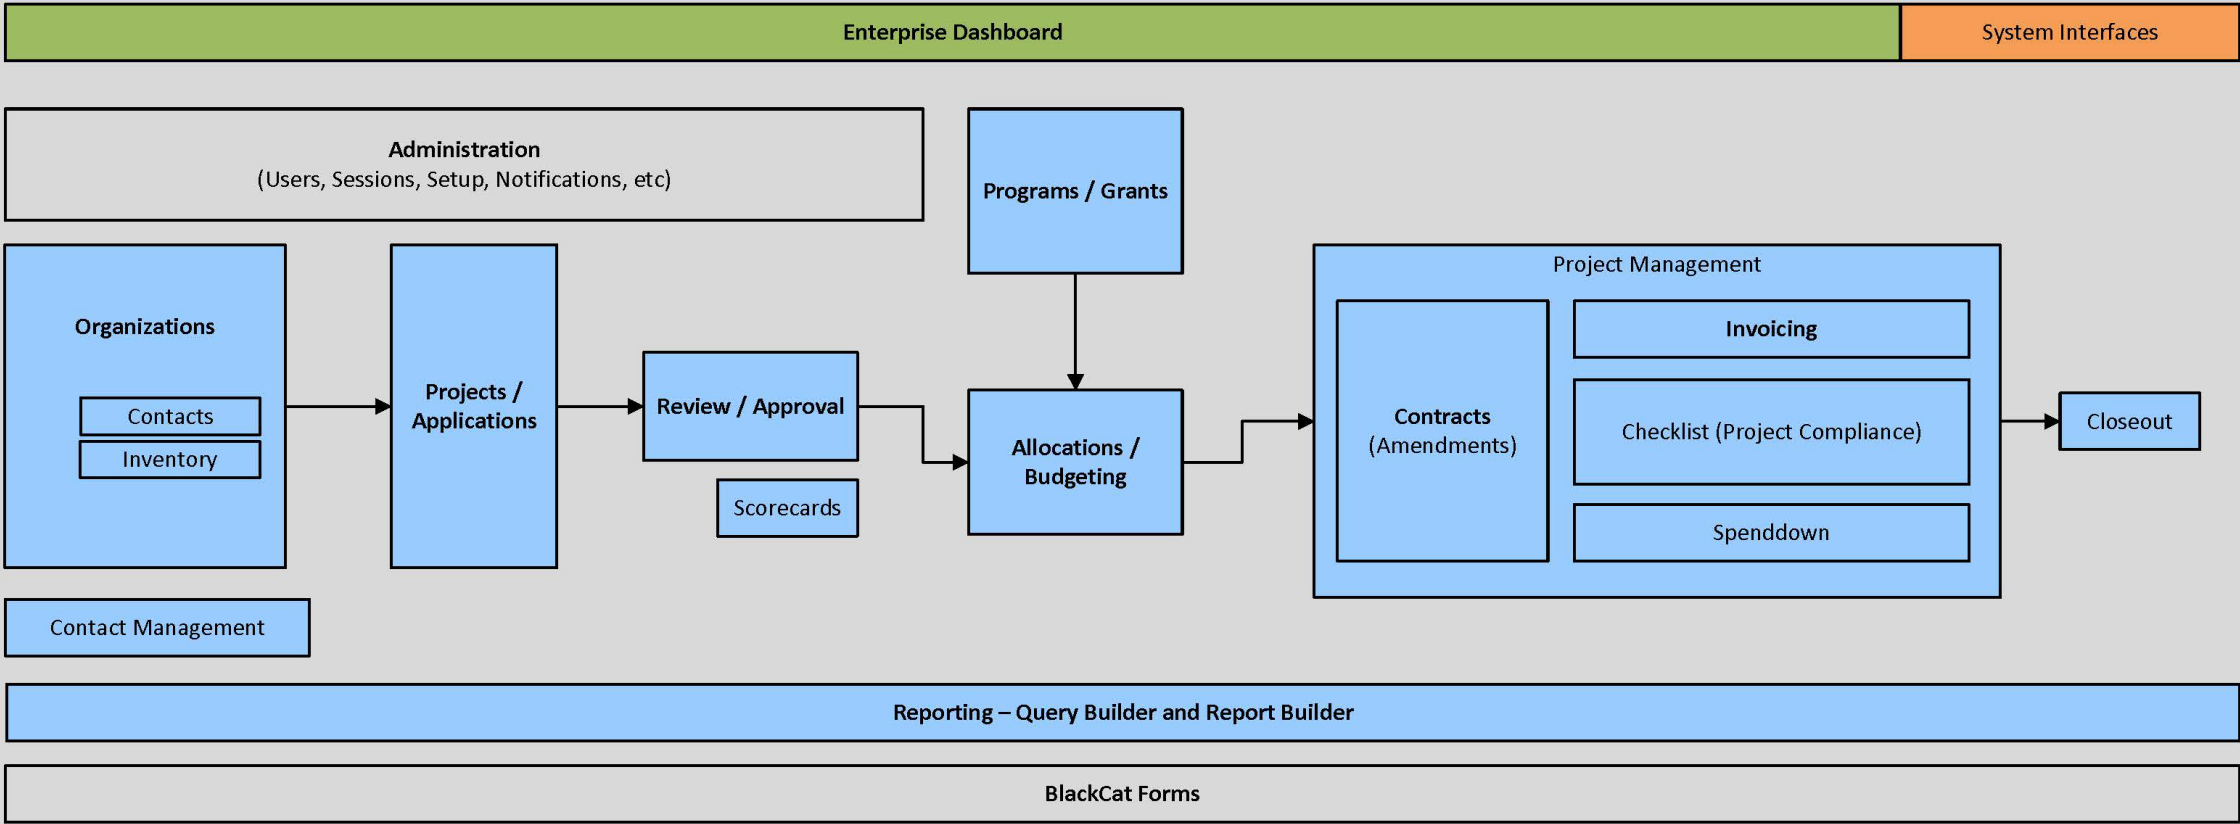 Enterprise Dashboard
System Interfaces
Administration
(Users, Sessions, Setup, Notifications, etc)
Programs / Grants
Organizations
Contacts
Inventory
Projects /
Applications
Review / Approval
Scorecards
Allocations /
Budgeting
Project Management
Contracts
(Amendments)
Invoicing
Checklist (Project Compliance)
Spenddown
Closeout
Contact Management
Reporting – Query Builder and Report Builder
BlackCat Forms